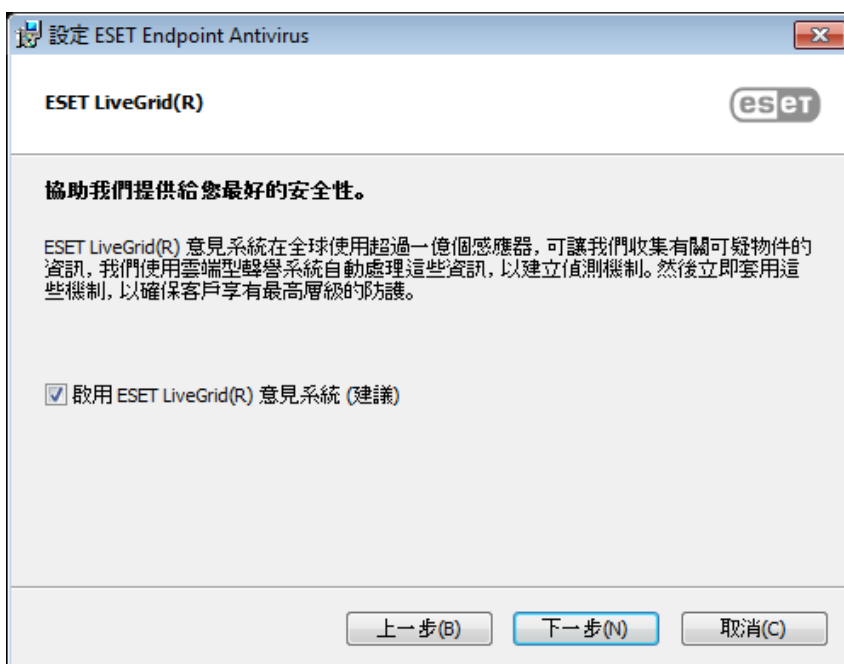 設定 ESET Endpoint Antivirus
ESET LiveGrid(R)
eset
協助我們提供給您最好的安全性。
ESET LiveGrid(R) 意見系統在全球使用超過一億個感應器, 可讓我們收集有關可疑物件的
資訊, 我們使用雲端型聲譽系統自動處理這些資訊, 以建立偵測機制。然後立即套用這
些機制, 以確保客戶享有最高層級的防護。
啟用 ESET LiveGrid(R) 意見系統 (建議)
上一步(B) 下一步(N) 取消(C)